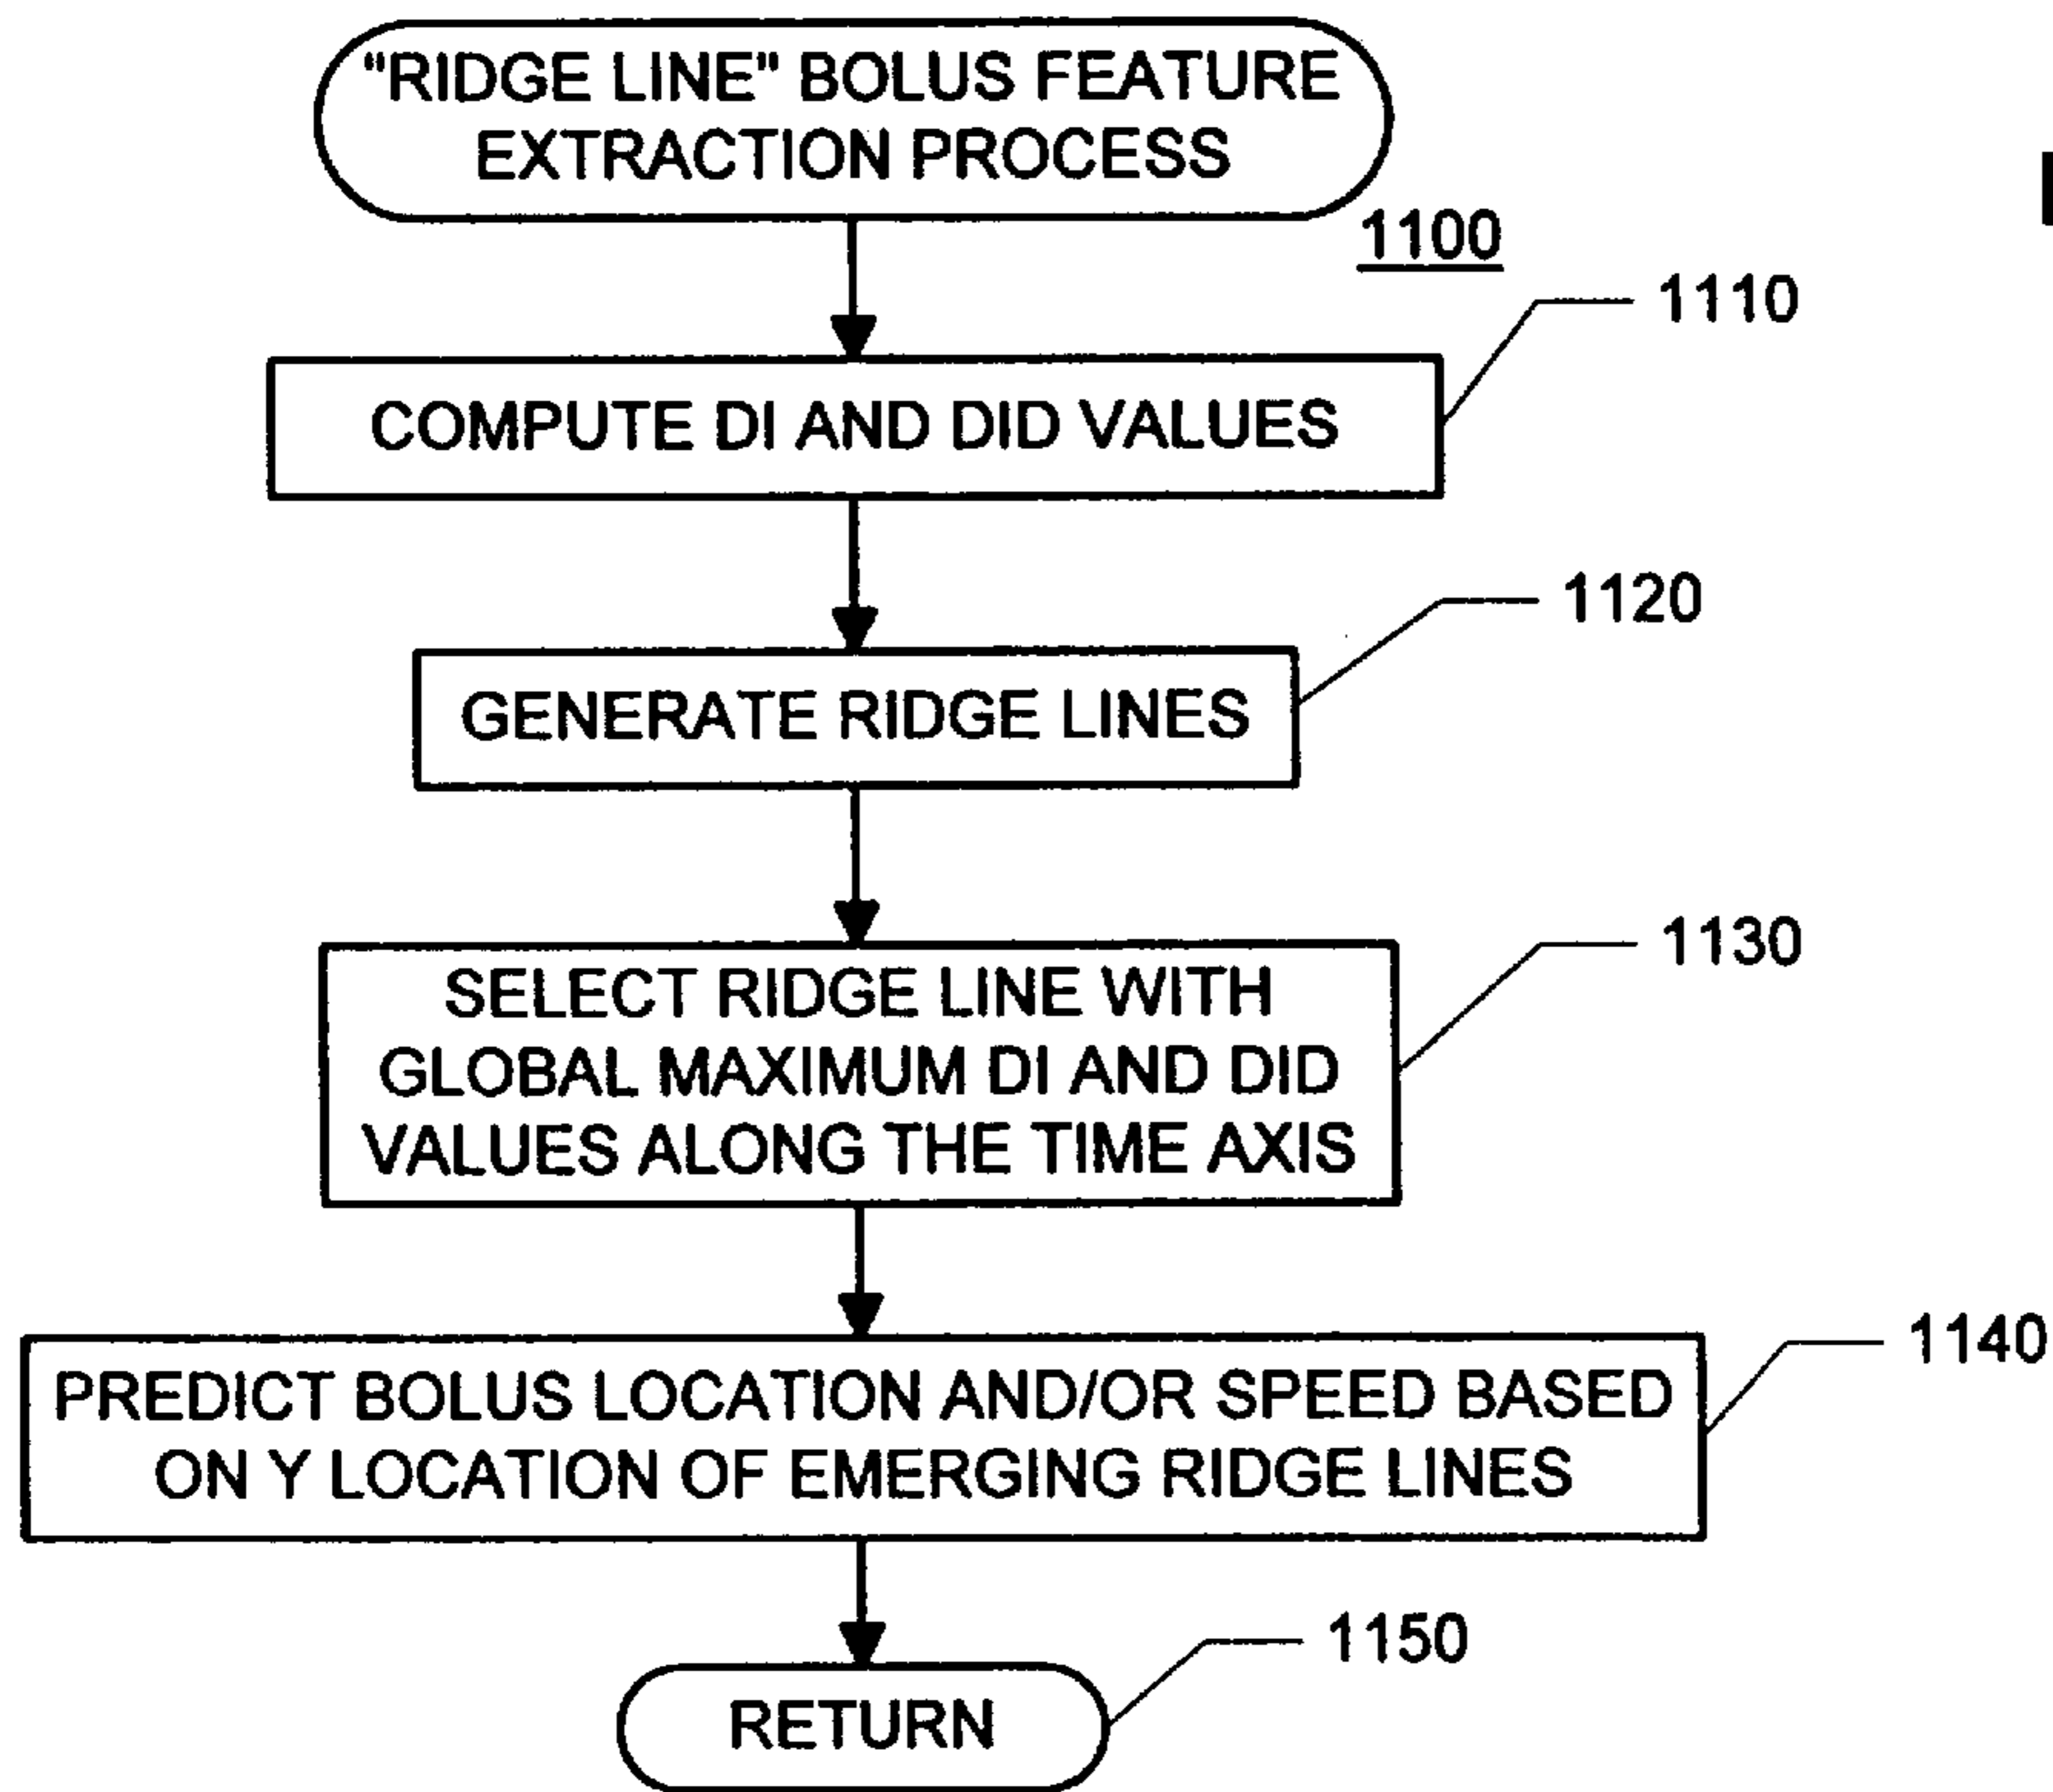 "RIDGE LINE" BOLUS FEATURE
EXTRACTION PROCESS
1100
1110
COMPUTE DI AND DID VALUES
1120
GENERATE RIDGE LINES
1130
SELECT RIDGE LINE WITH
GLOBAL MAXIMUM DI AND DID
VALUES ALONG THE TIME AXIS
1140
PREDICT BOLUS LOCATION AND/OR SPEED BASED
ON Y LOCATION OF EMERGING RIDGE LINES
1150
RETURN